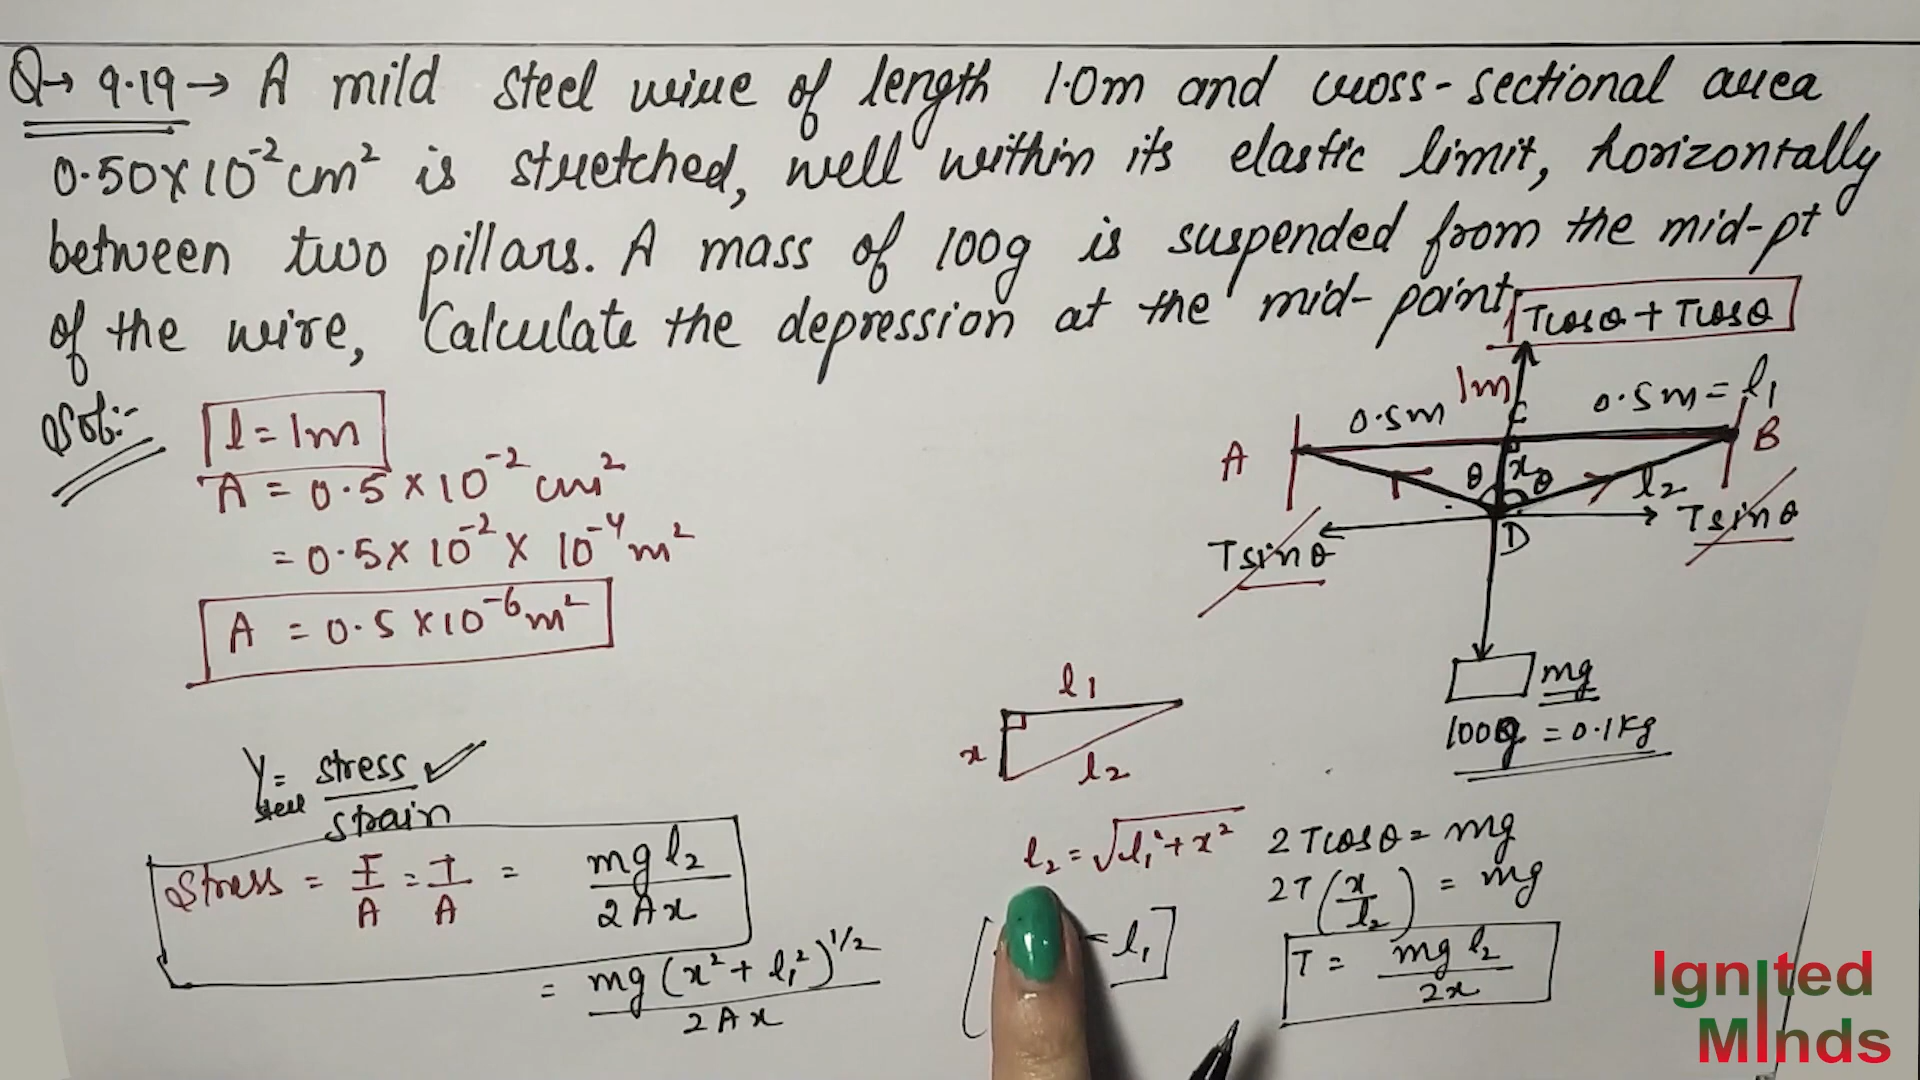 Q→ 9.19 → A mild steel wire of length 1.0m and cross-sectional area
0.50×10⁻²cm² is stretched, well within its elastic limit, horizontally
between two pillars. A mass of 100g is suspended from the mid-pt
of the wire, Calculate the depression at the mid-point.
Tcosθ + Tcosθ
Sol:-
l = 1m
A = 0.5 × 10⁻² cm²
= 0.5 × 10⁻² × 10⁻⁴ m²
A = 0.5 × 10⁻⁶ m²
1m
0.5m
C
0.5m = l₁
A
B
θ
x
θ
T
l₂
Tsinθ
D
Tsinθ
mg
100g = 0.1kg
l₁
x
l₂
Y steel = stress / strain
Stress = F/A = T/A = mg l₂ / 2Ax
= mg (x² + l₁²)^1/2 / 2Ax
l₂ = √l₁² + x²
= l₁
2Tcosθ = mg
2T (x/l₂) = mg
T = mg l₂ / 2x
Ignited
Minds